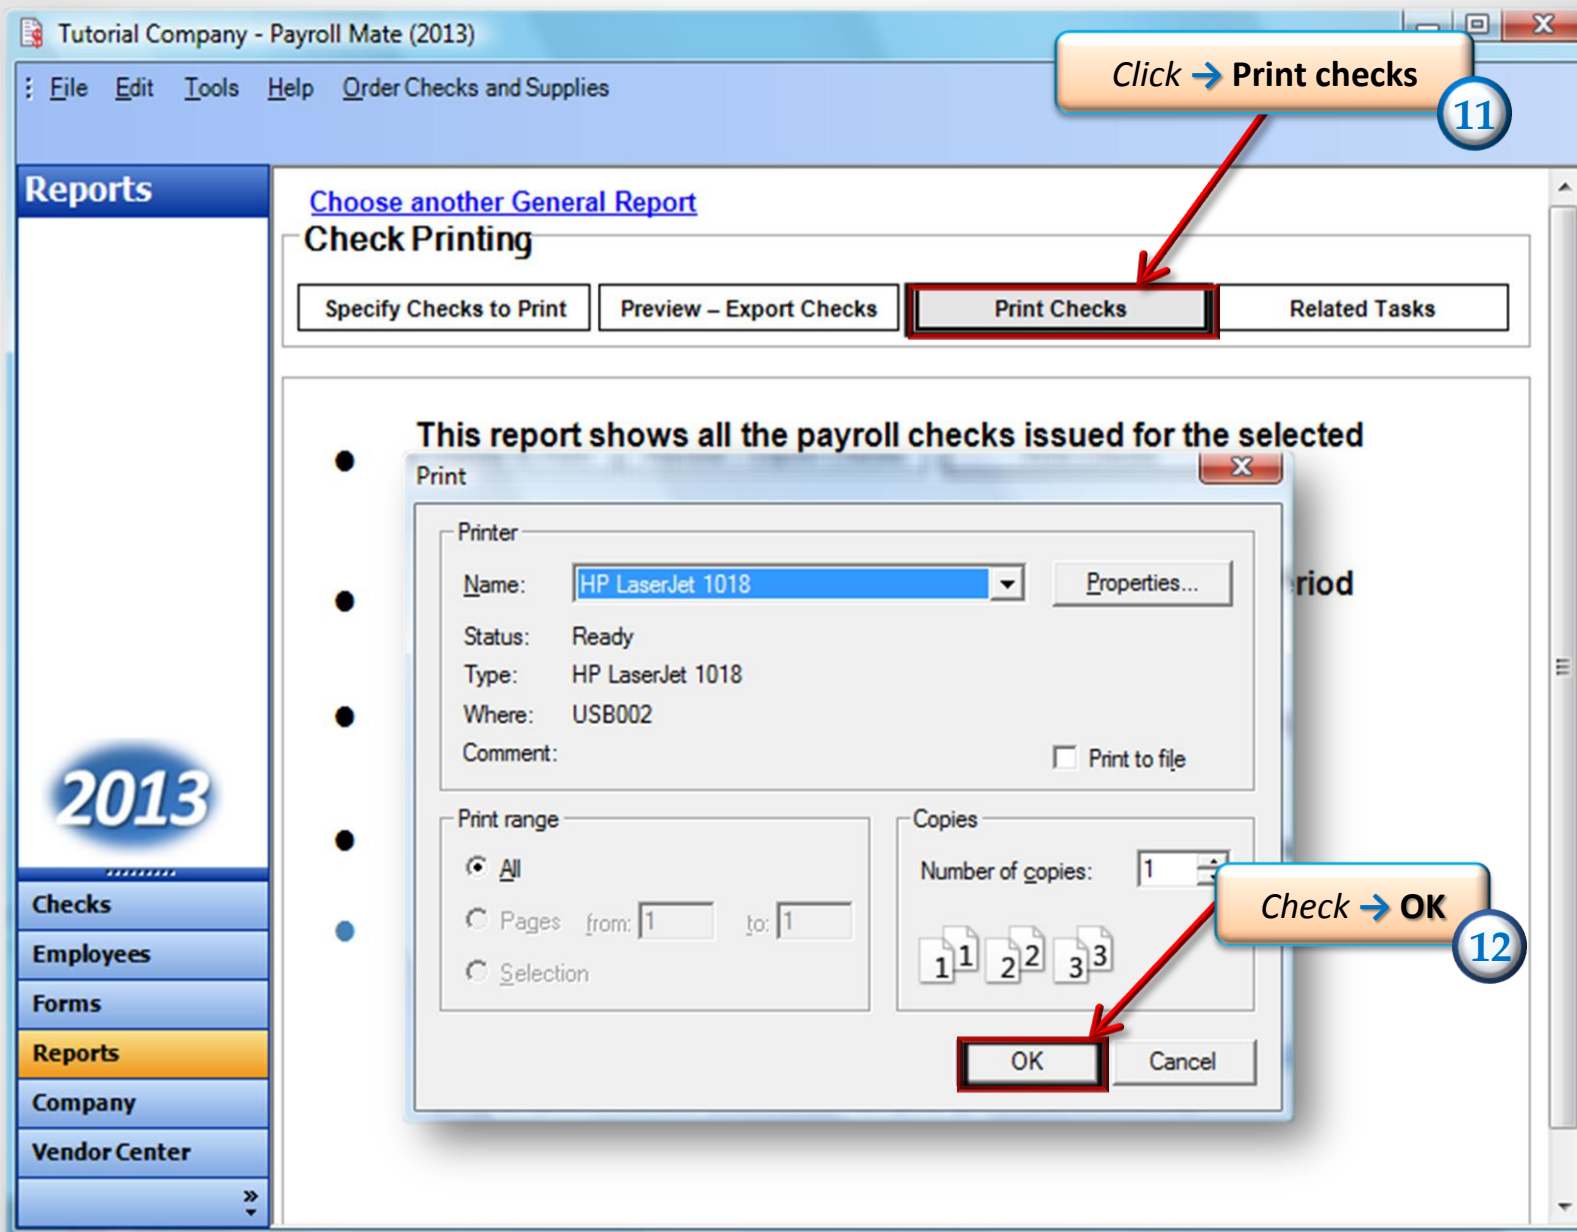 Tutorial Company - Payroll Mate (2013)
Click → Print checks
11
File Edit Tools Help Order Checks and Supplies
Reports
Choose another General Report
Check Printing
Specify Checks to Print
Preview – Export Checks
Print Checks
Related Tasks
This report shows all the payroll checks issued for the selected
riod
Print
Printer
Name: HP LaserJet 1018 Properties...
Status: Ready
Type: HP LaserJet 1018
Where: USB002
Comment:
Print to file
Print range
All
Pages from: 1 to: 1
Selection
Copies
Number of copies: 1
1 1 2 2 3 3
Check → OK
12
OK Cancel
2013
Checks
Employees
Forms
Reports
Company
Vendor Center